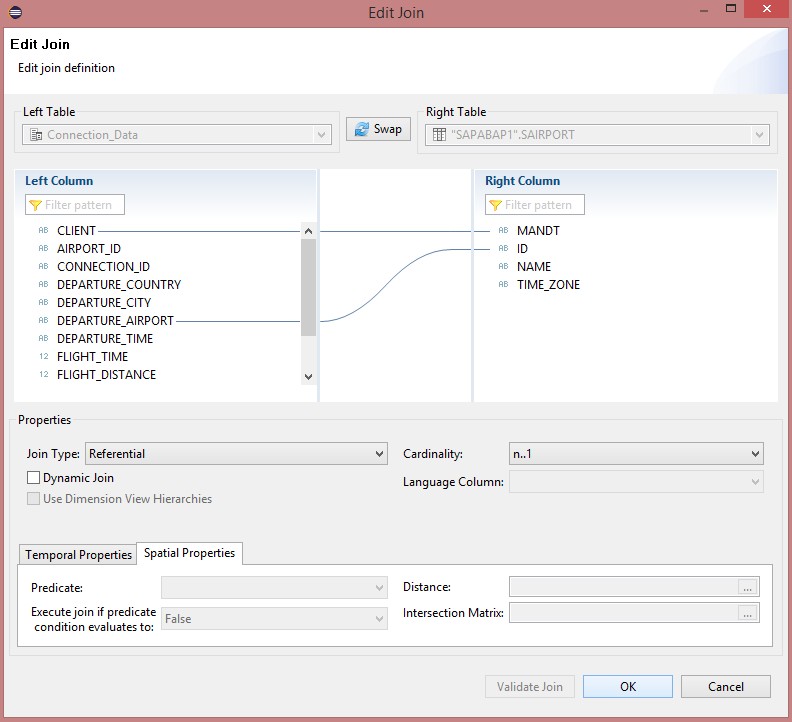 Edit Join
Edit Join
Edit join definition
Left Table
Connection_Data
Swap
Right Table
"SAPABAP1".SAIRPORT
Left Column
Filter pattern
AB CLIENT
AB AIRPORT_ID
AB CONNECTION_ID
AB DEPARTURE_COUNTRY
AB DEPARTURE_CITY
AB DEPARTURE_AIRPORT
AB DEPARTURE_TIME
12 FLIGHT_TIME
12 FLIGHT_DISTANCE
Right Column
Filter pattern
AB MANDT
AB ID
AB NAME
AB TIME_ZONE
Properties
Join Type: Referential
Cardinality: n..1
Dynamic Join
Language Column:
Use Dimension View Hierarchies
Temporal Properties
Spatial Properties
Predicate:
Distance: ...
Execute join if predicate
condition evaluates to: False
Intersection Matrix: ...
Validate Join
OK
Cancel